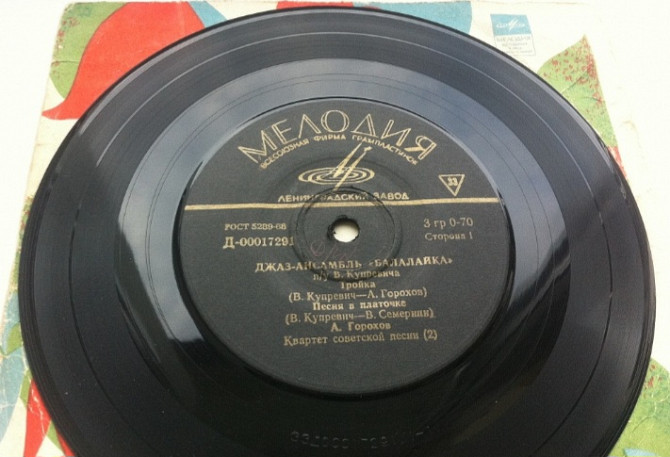 МЕЛОДИЯ
ВСЕСОЮЗНАЯ ФИРМА ГРАМПЛАСТИНОК
ЛЕНИНГРАДСКИЙ ЗАВОД
33
ГОСТ 5289-68
3 гр 0-70
Д-00017291
Сторона 1
ДЖАЗ-АНСАМБЛЬ «БАЛАЛАЙКА»
п/у В. Купревича
Тройка
(В. Купревич—А. Горохов)
Песня о платочке
(В. Купревич—В. Семернин)
А. Горохов
Квартет советской песни (2)